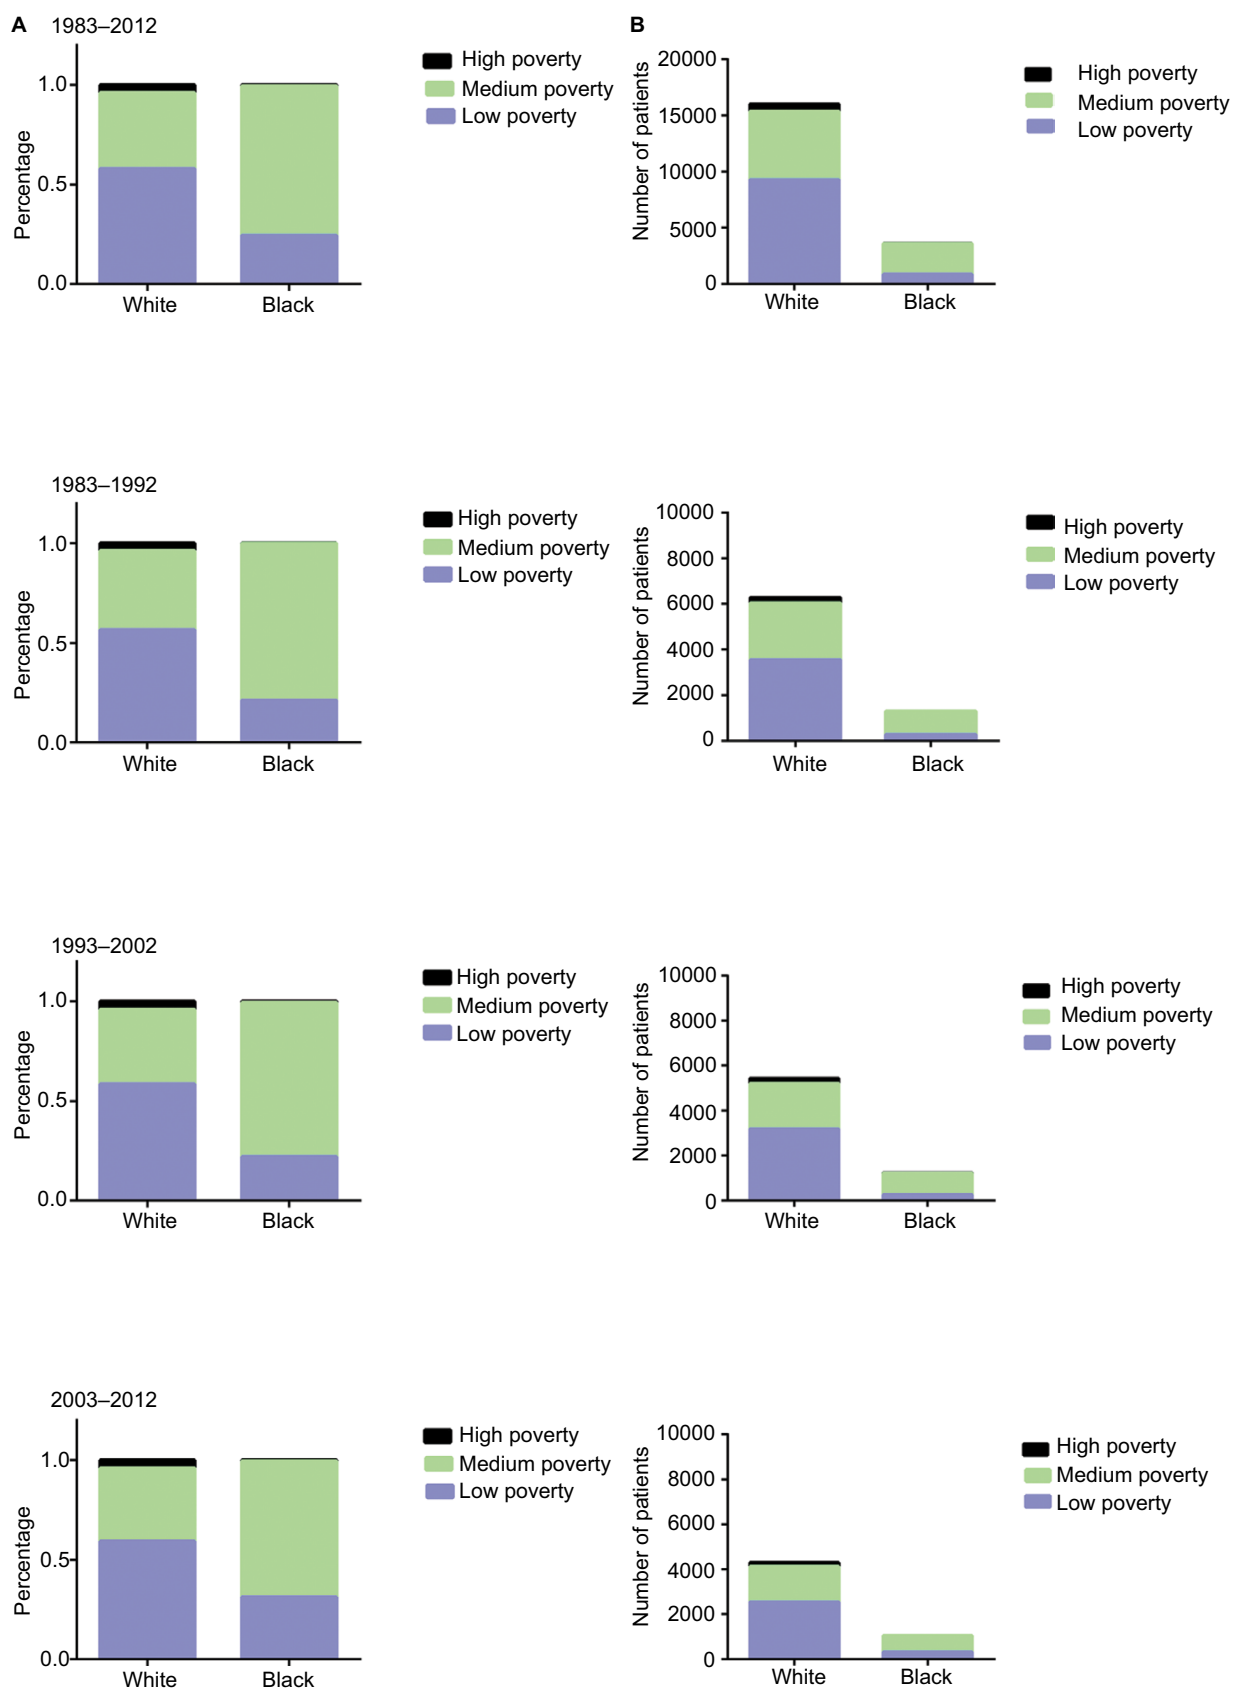 A
1983–2012
Percentage
1.0
0.5
0.0
White
Black
High poverty
Medium poverty
Low poverty
B
Number of patients
20000
15000
10000
5000
0
White
Black
High poverty
Medium poverty
Low poverty
1983–1992
Percentage
1.0
0.5
0.0
White
Black
High poverty
Medium poverty
Low poverty
Number of patients
10000
8000
6000
4000
2000
0
White
Black
High poverty
Medium poverty
Low poverty
1993–2002
Percentage
1.0
0.5
0.0
White
Black
High poverty
Medium poverty
Low poverty
Number of patients
10000
8000
6000
4000
2000
0
White
Black
High poverty
Medium poverty
Low poverty
2003–2012
Percentage
1.0
0.5
0.0
White
Black
High poverty
Medium poverty
Low poverty
Number of patients
10000
8000
6000
4000
2000
0
White
Black
High poverty
Medium poverty
Low poverty